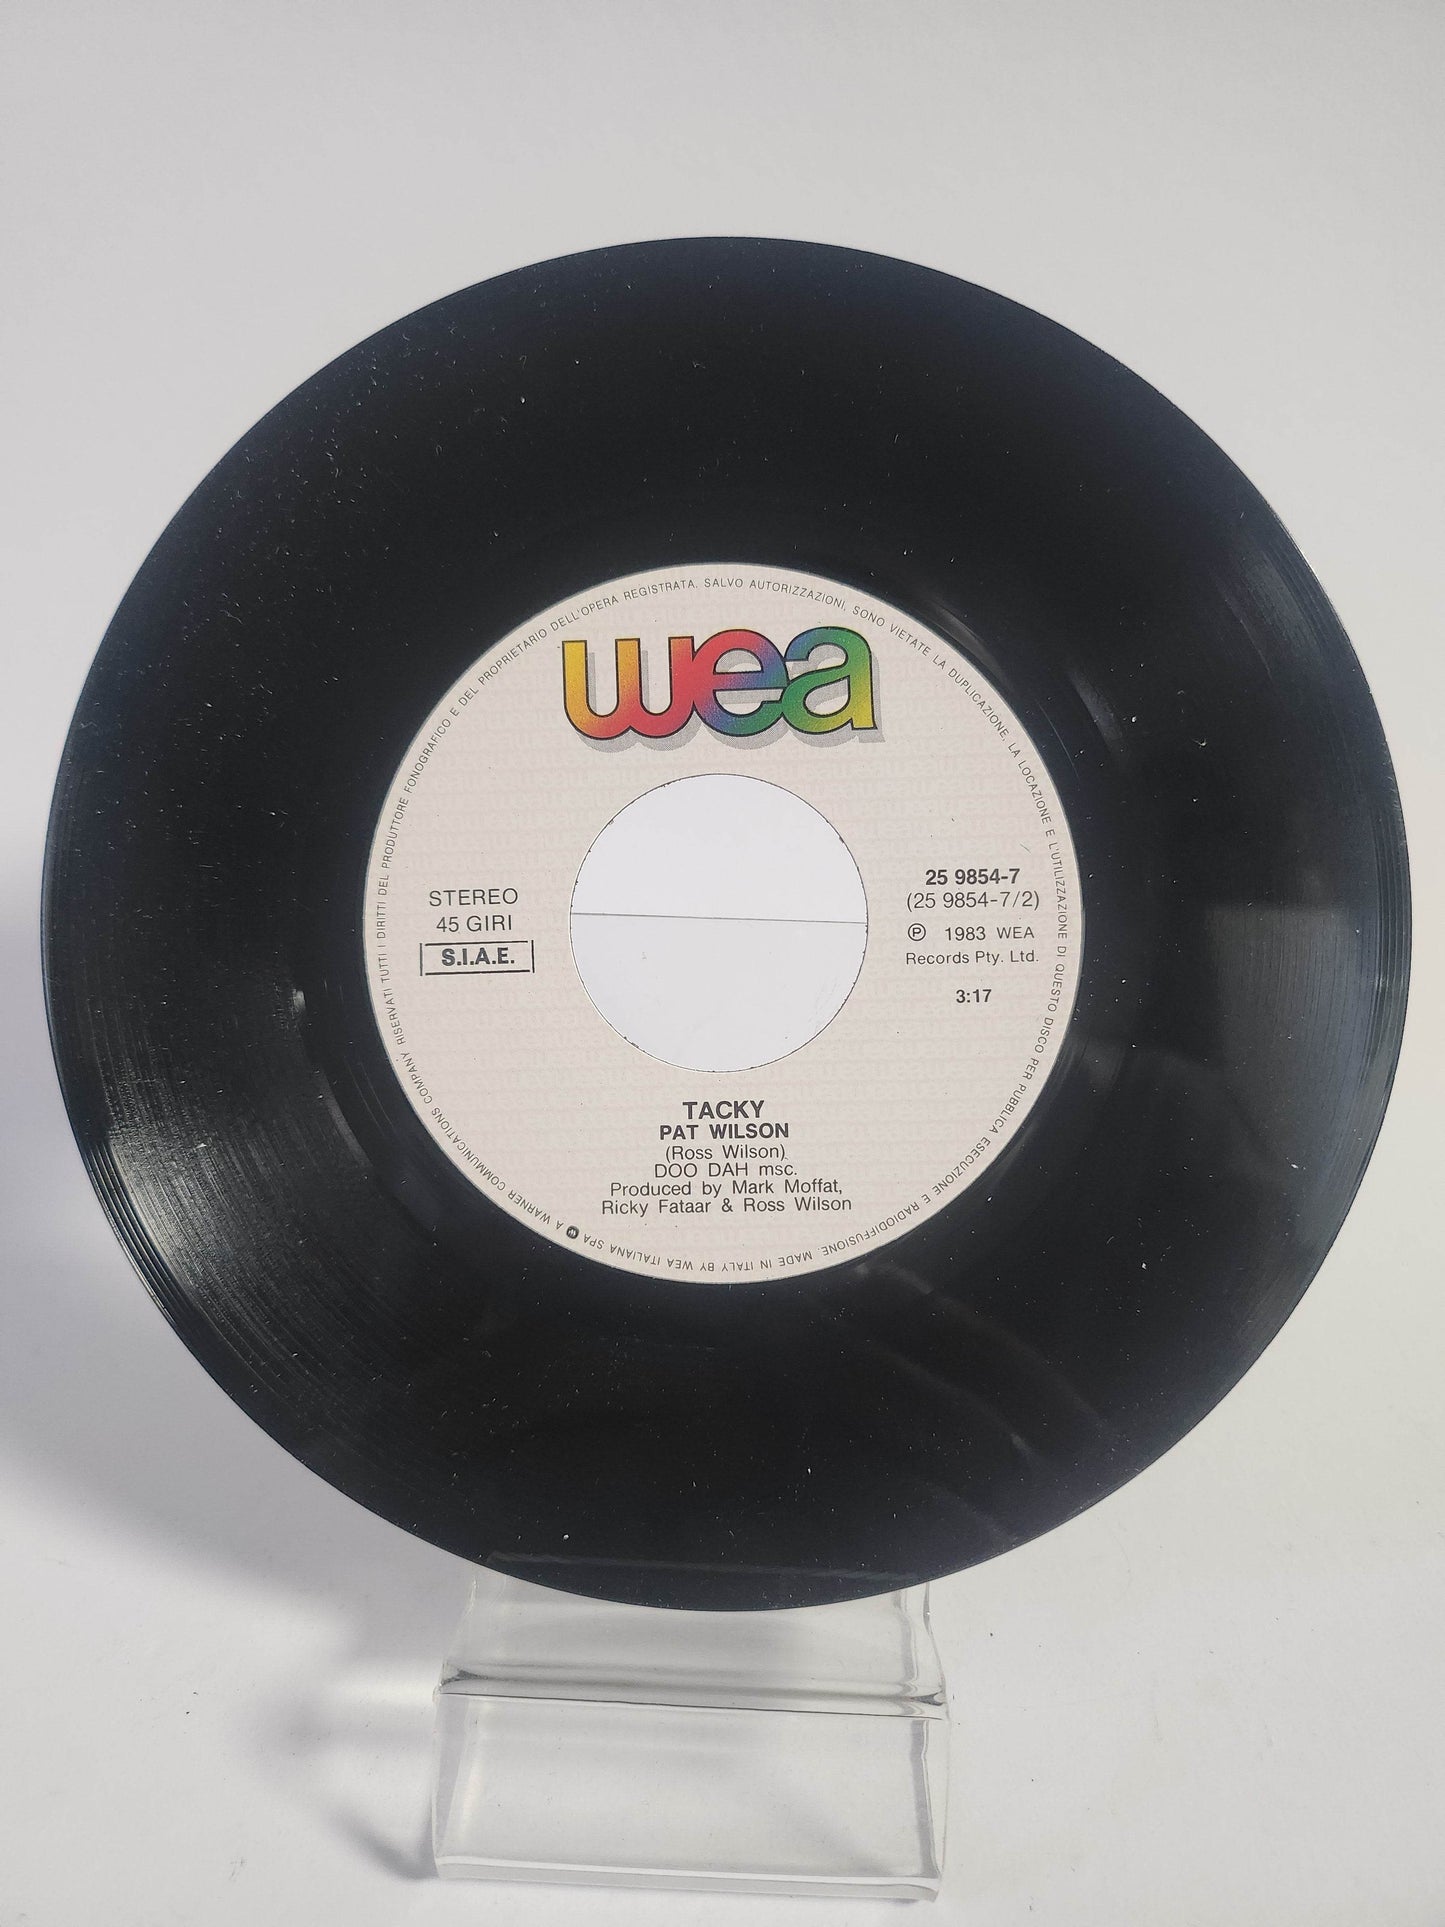 wea
STEREO
45 GIRI
S.I.A.E.
25 9854-7
(25 9854-7/2)
Ⓟ 1983 WEA
Records Pty. Ltd.
3:17
TACKY
PAT WILSON
(Ross Wilson)
DOO DAH msc.
Produced by Mark Moffat,
Ricky Fataar & Ross Wilson
A WARNER COMMUNICATIONS COMPANY RISERVATI TUTTI I DIRITTI DEL PRODUTTORE FONOGRAFICO E DEL PROPRIETARIO DELL'OPERA REGISTRATA. SALVO AUTORIZZAZIONI, SONO VIETATE LA DUPLICAZIONE, LA LOCAZIONE E L'UTILIZZAZIONE DI QUESTO DISCO PER PUBBLICA ESECUZIONE E RADIODIFFUSIONE. MADE IN ITALY BY WEA ITALIANA SPA